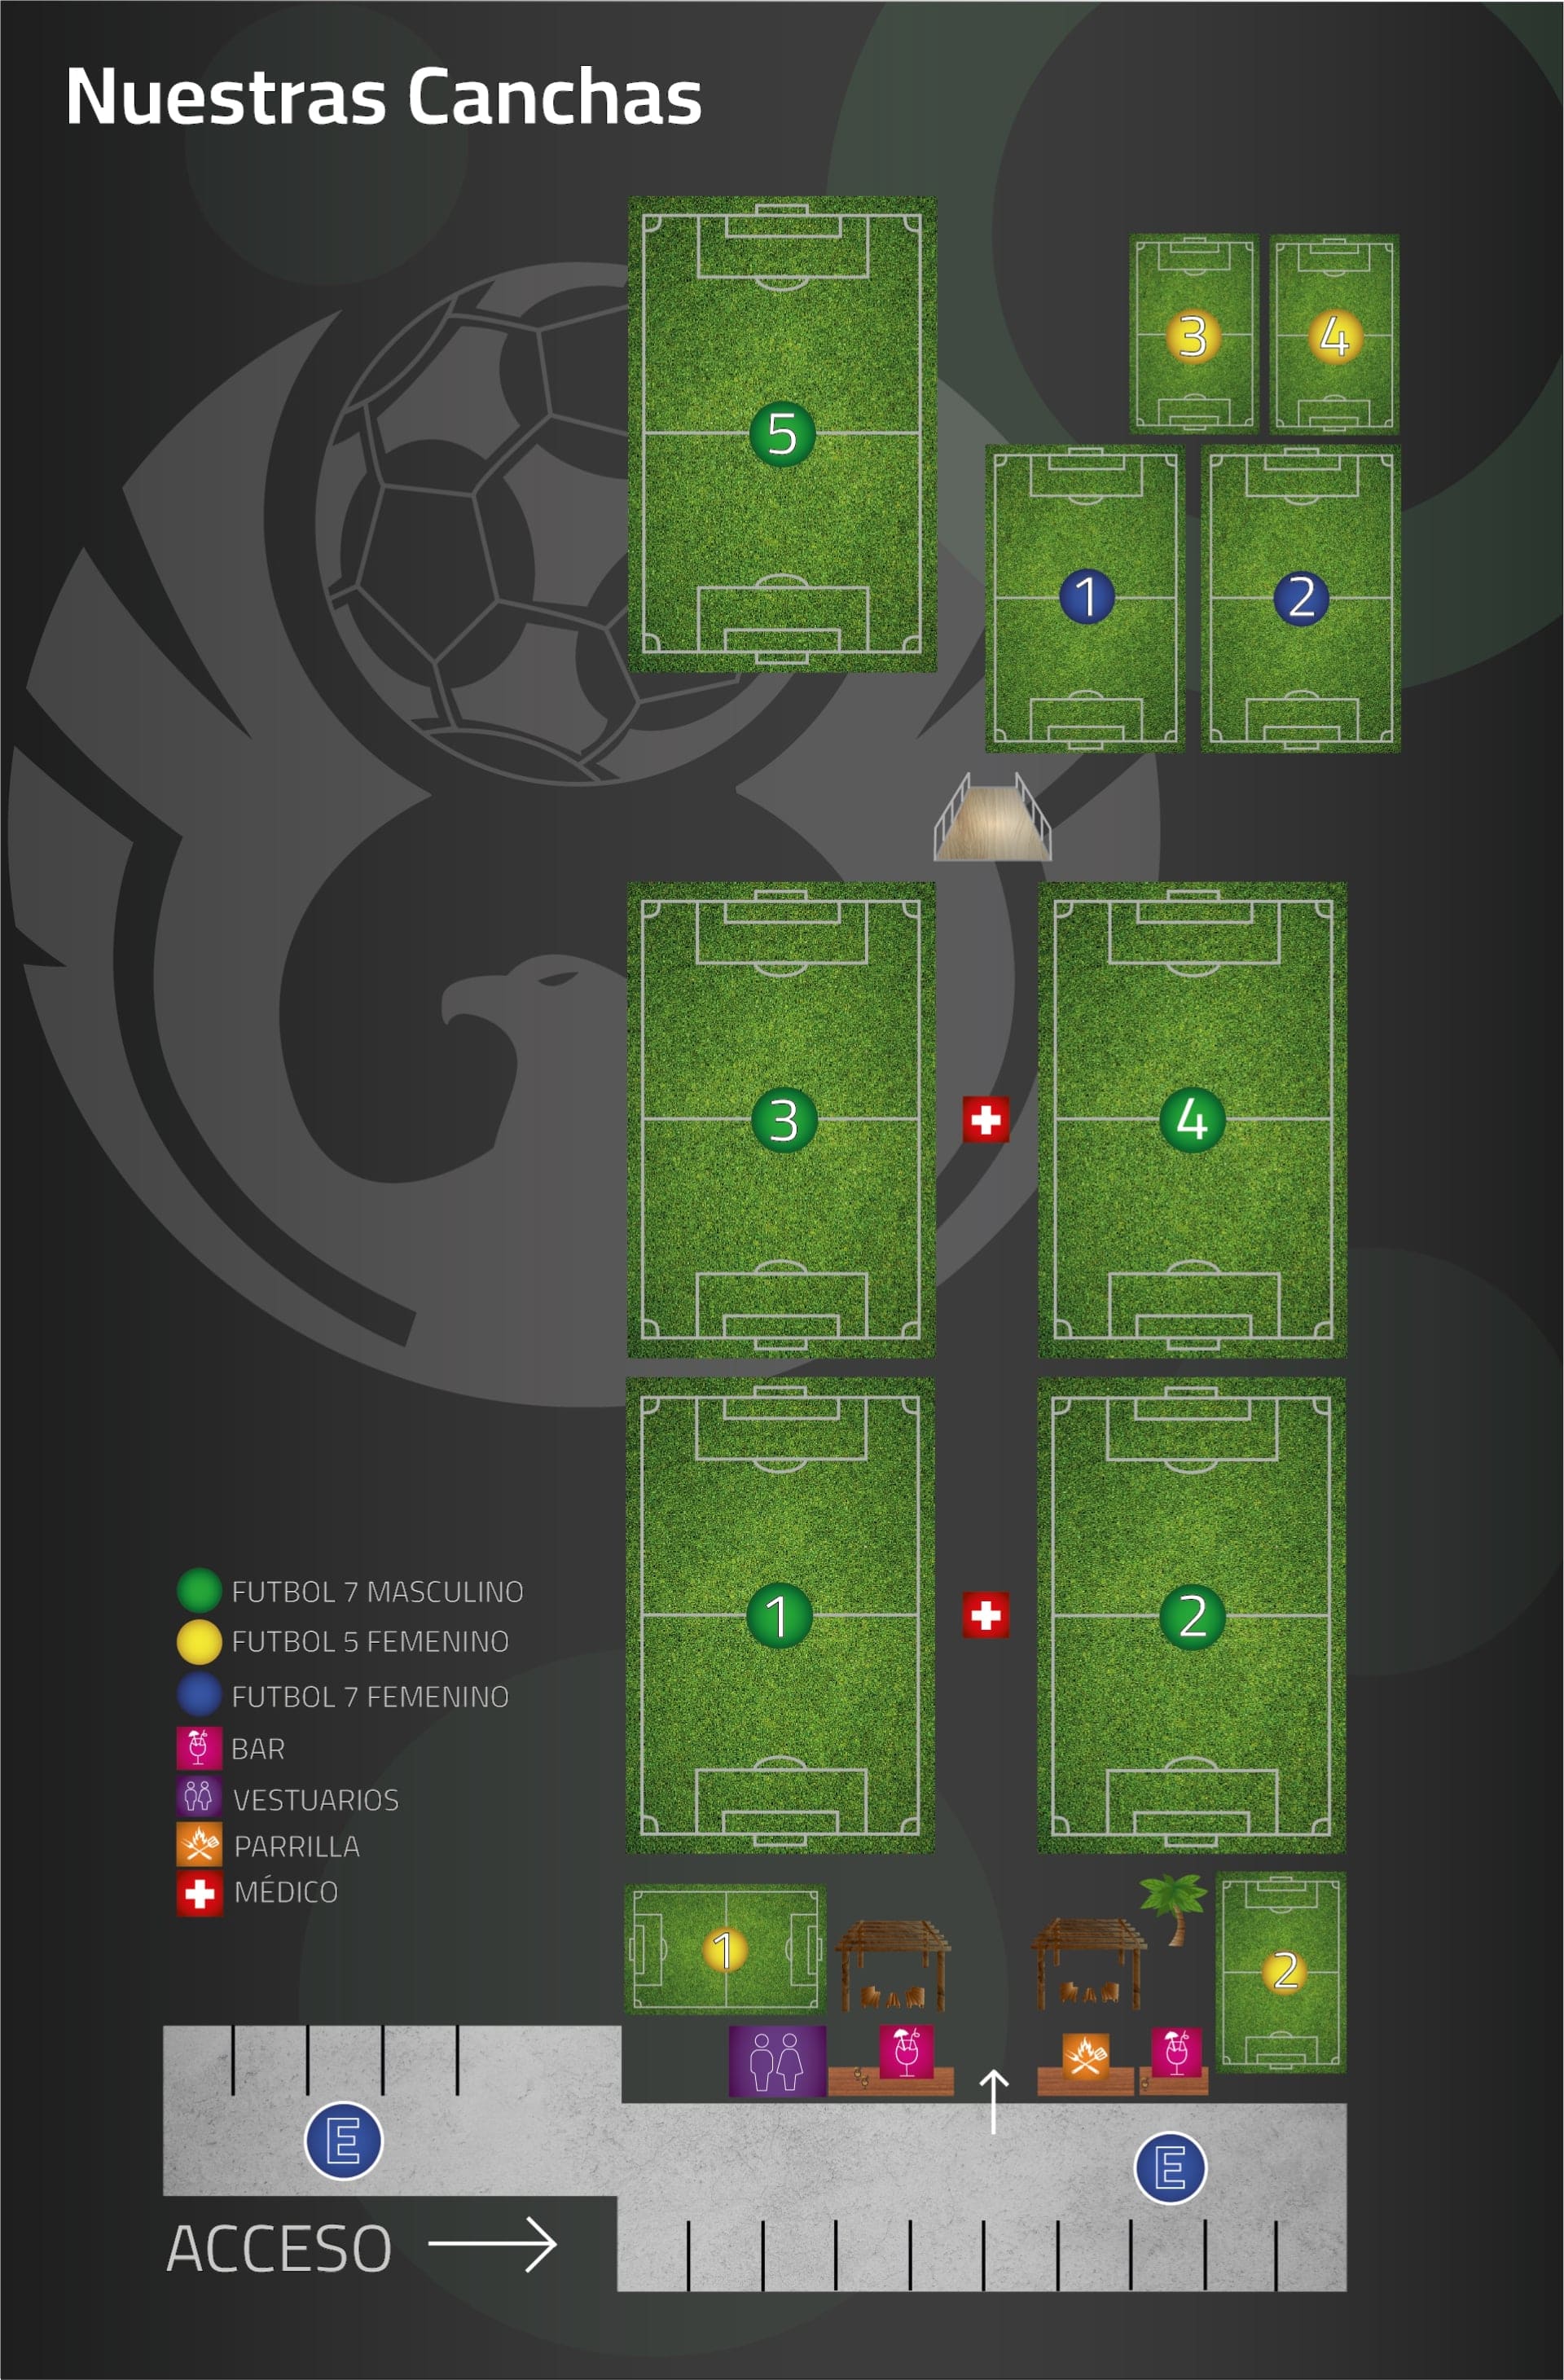 Nuestras Canchas
5
3
4
1
2
3
4
1
2
FUTBOL 7 MASCULINO
FUTBOL 5 FEMENINO
FUTBOL 7 FEMENINO
BAR
VESTUARIOS
PARRILLA
MÉDICO
1
2
E
E
ACCESO